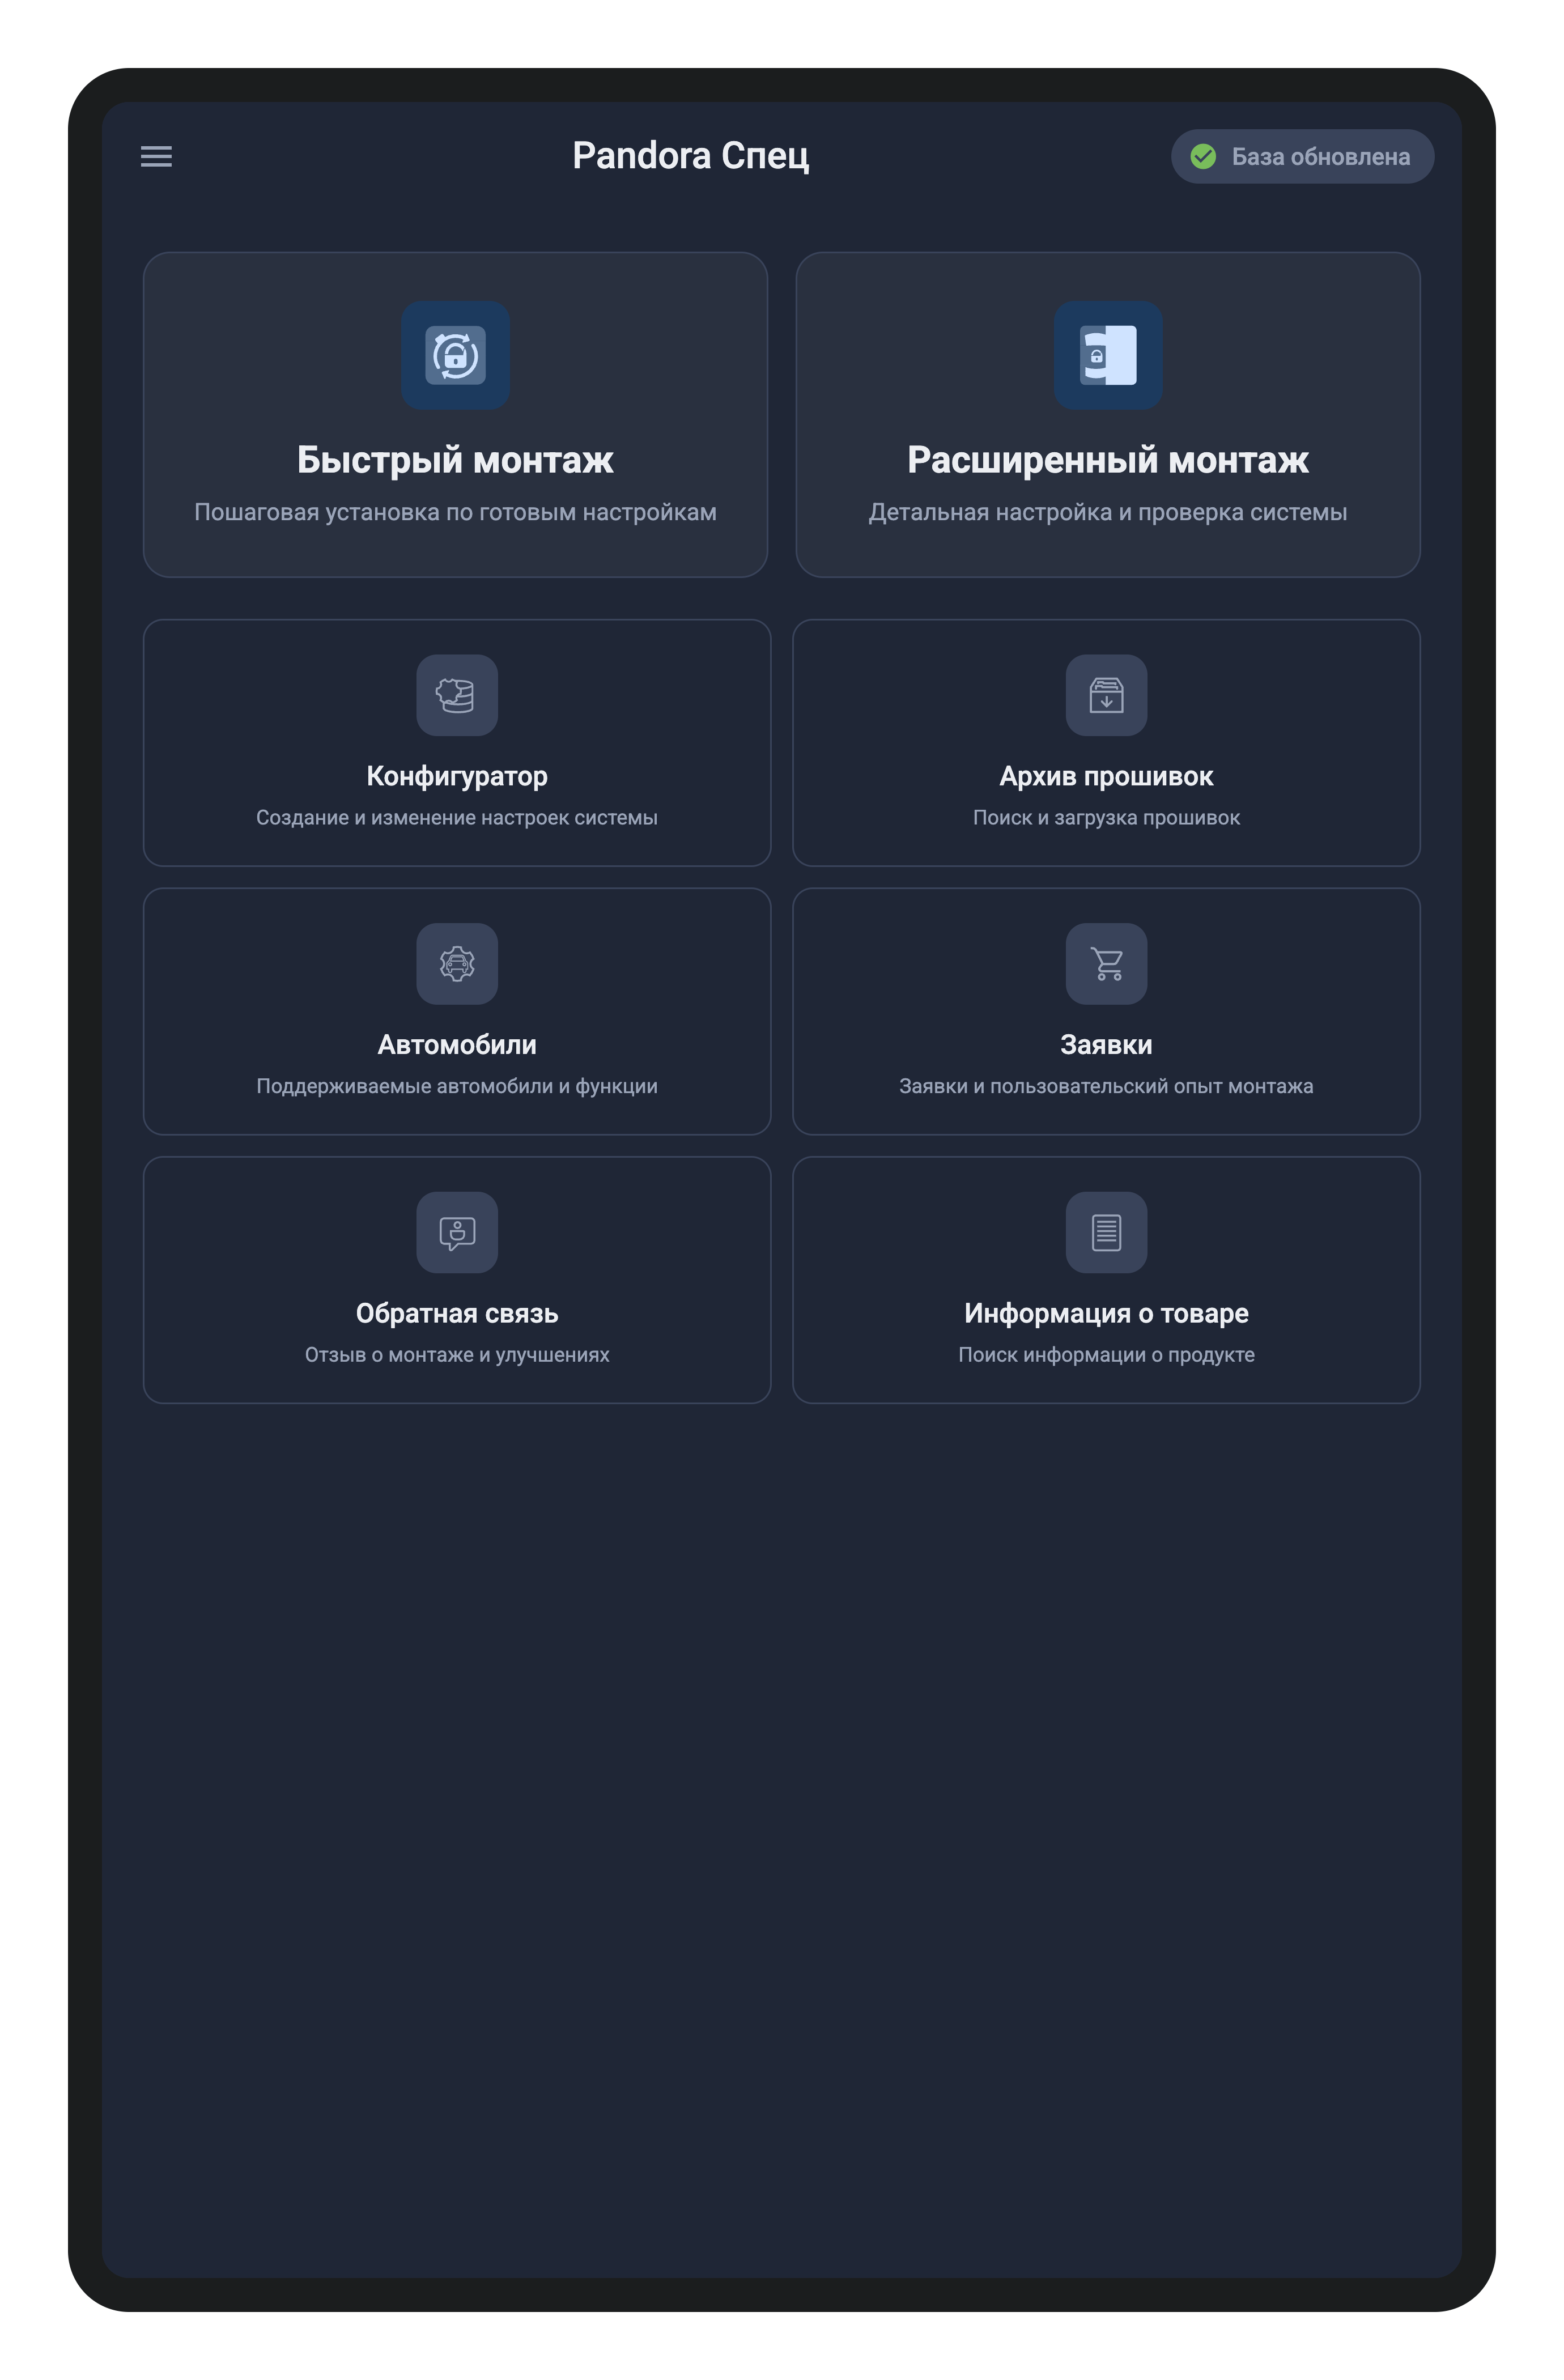 Pandora Спец
База обновлена
Быстрый монтаж
Пошаговая установка по готовым настройкам
Расширенный монтаж
Детальная настройка и проверка системы
Конфигуратор
Создание и изменение настроек системы
Архив прошивок
Поиск и загрузка прошивок
Автомобили
Поддерживаемые автомобили и функции
Заявки
Заявки и пользовательский опыт монтажа
Обратная связь
Отзыв о монтаже и улучшениях
Информация о товаре
Поиск информации о продукте